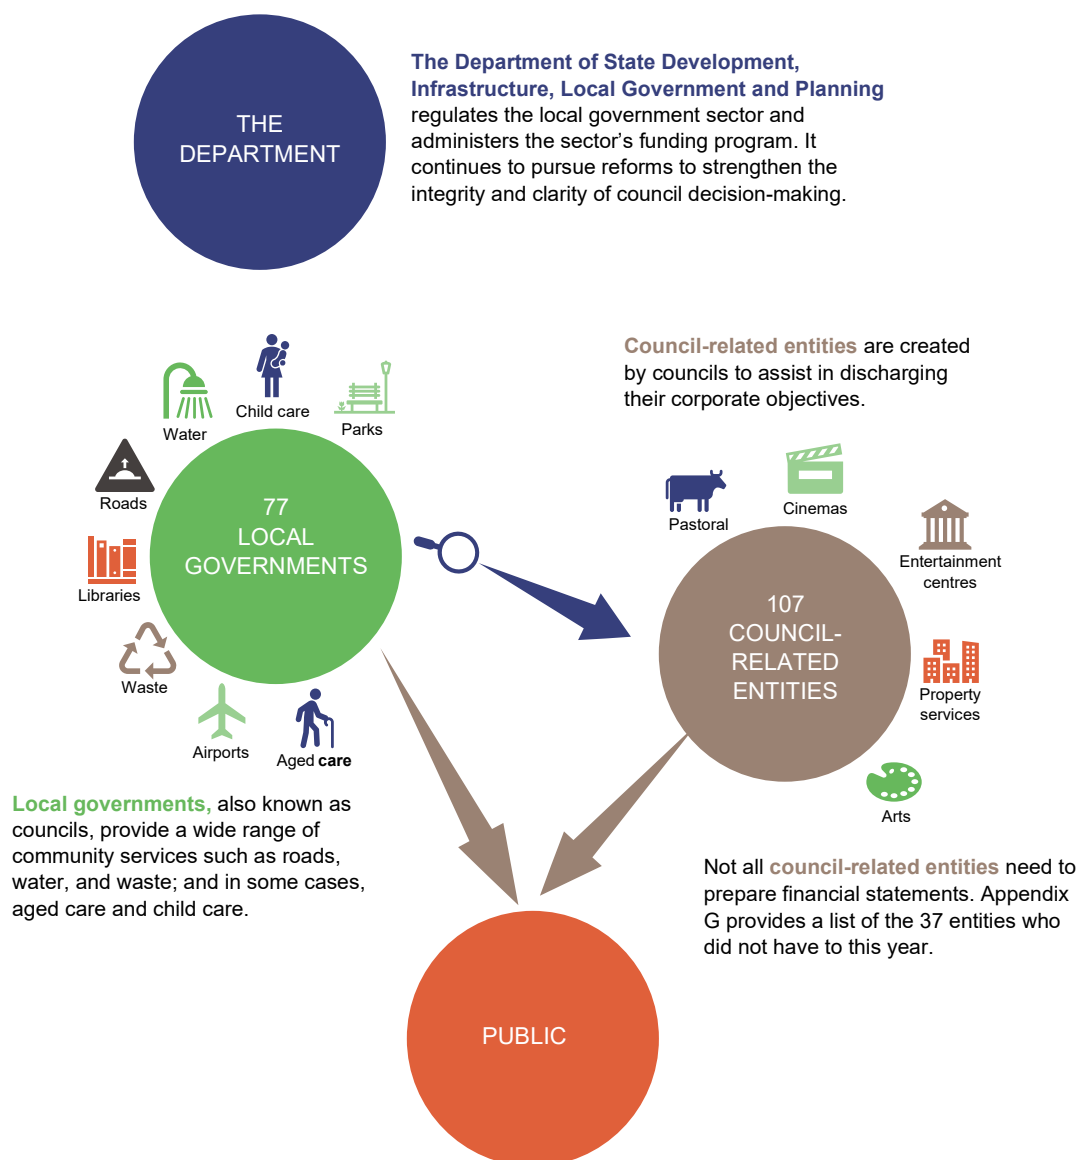 THE
DEPARTMENT
The Department of State Development,
Infrastructure, Local Government and Planning
regulates the local government sector and
administers the sector's funding program. It
continues to pursue reforms to strengthen the
integrity and clarity of council decision-making.
Child care
Water
Parks
Roads
Libraries
Waste
Airports
Aged care
77
LOCAL
GOVERNMENTS
Council-related entities are created
by councils to assist in discharging
their corporate objectives.
Pastoral
Cinemas
Entertainment
centres
Property
services
Arts
107
COUNCIL-
RELATED
ENTITIES
Local governments, also known as
councils, provide a wide range of
community services such as roads,
water, and waste; and in some cases,
aged care and child care.
Not all council-related entities need to
prepare financial statements. Appendix
G provides a list of the 37 entities who
did not have to this year.
PUBLIC